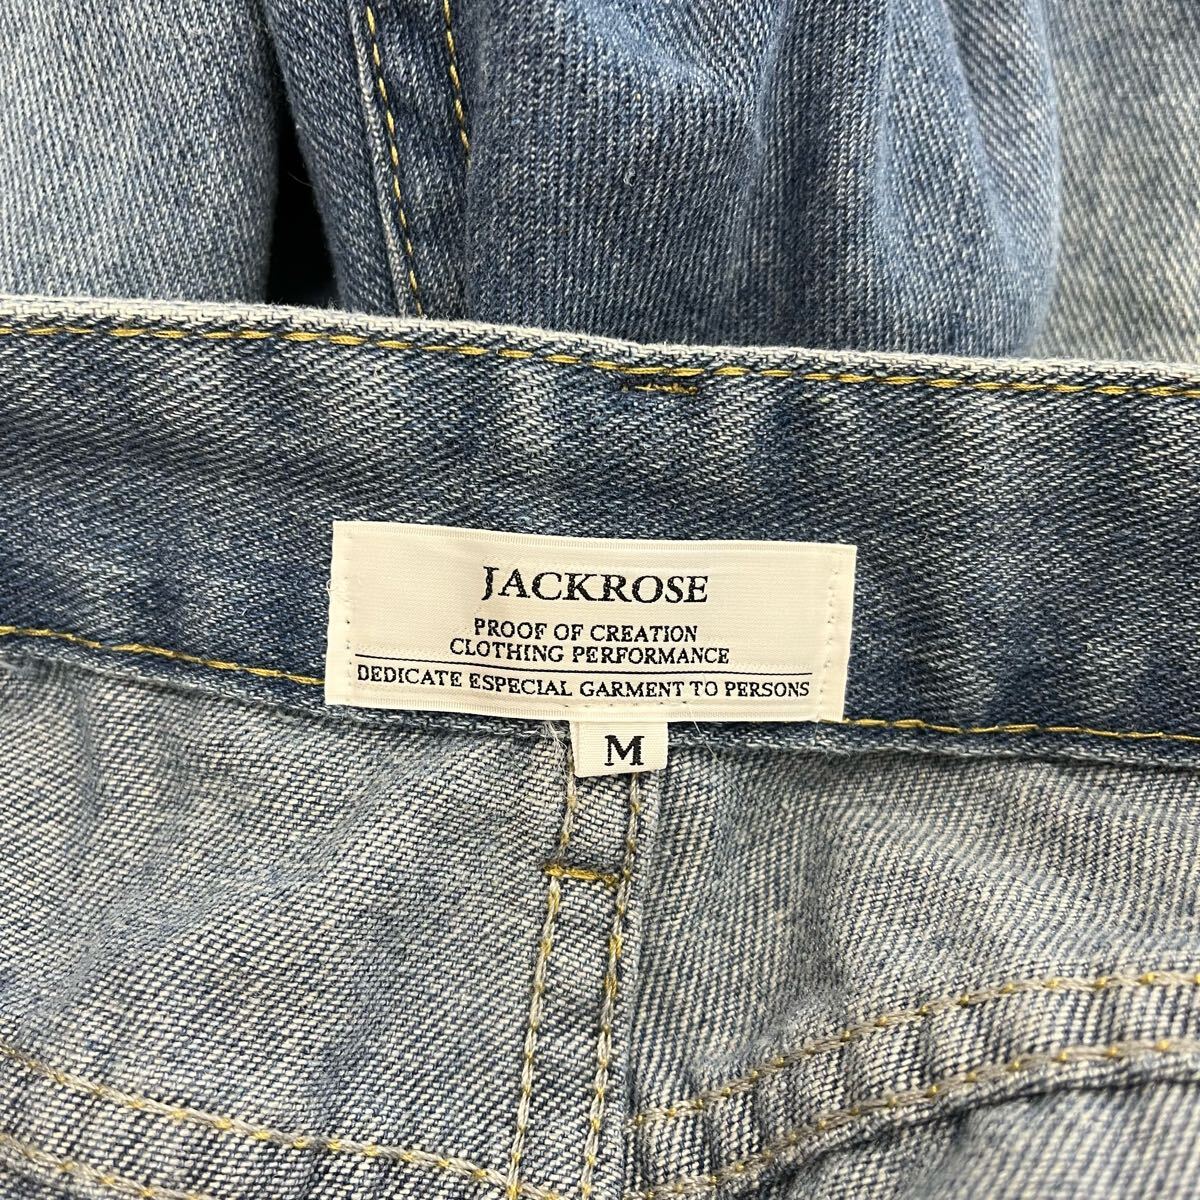 JACKROSE
PROOF OF CREATION
CLOTHING PERFORMANCE
DEDICATE ESPECIAL GARMENT TO PERSONS
M